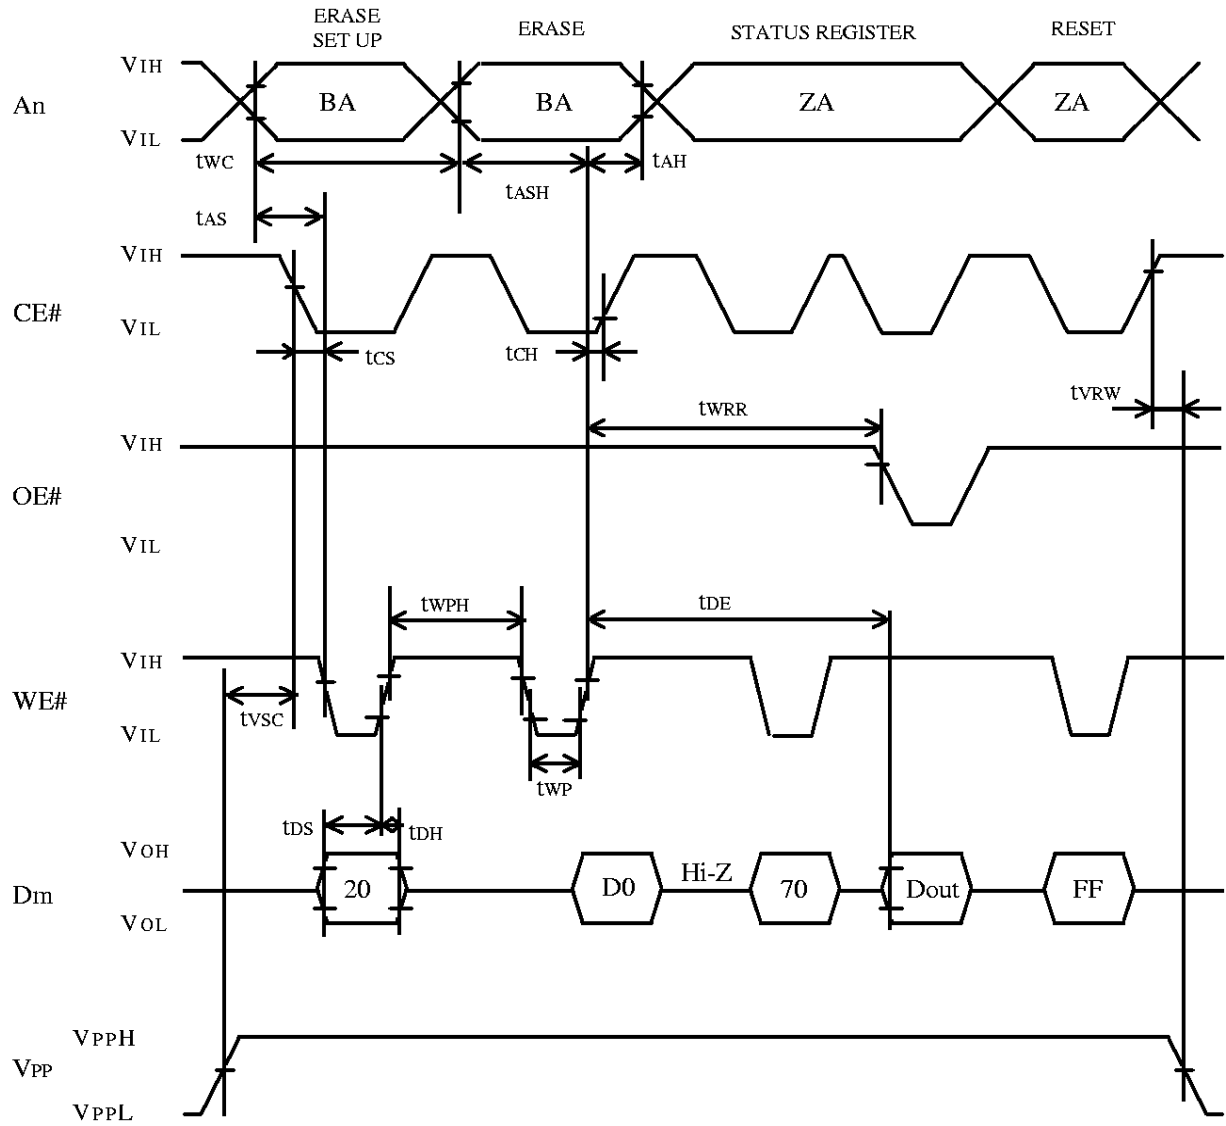 ERASE
SET UP
ERASE
STATUS REGISTER
RESET
VIH
An
BA
BA
ZA
ZA
VIL
tWC
tASH
tAH
tAS
VIH
CE#
VIL
tCS
tCH
tVRW
tWRR
VIH
OE#
VIL
tWPH
tDE
VIH
WE#
VIL
tVSC
tWP
tDS
tDH
VOH
Dm
20
D0
Hi-Z
70
Dout
FF
VOL
VPPH
VPP
VPPL